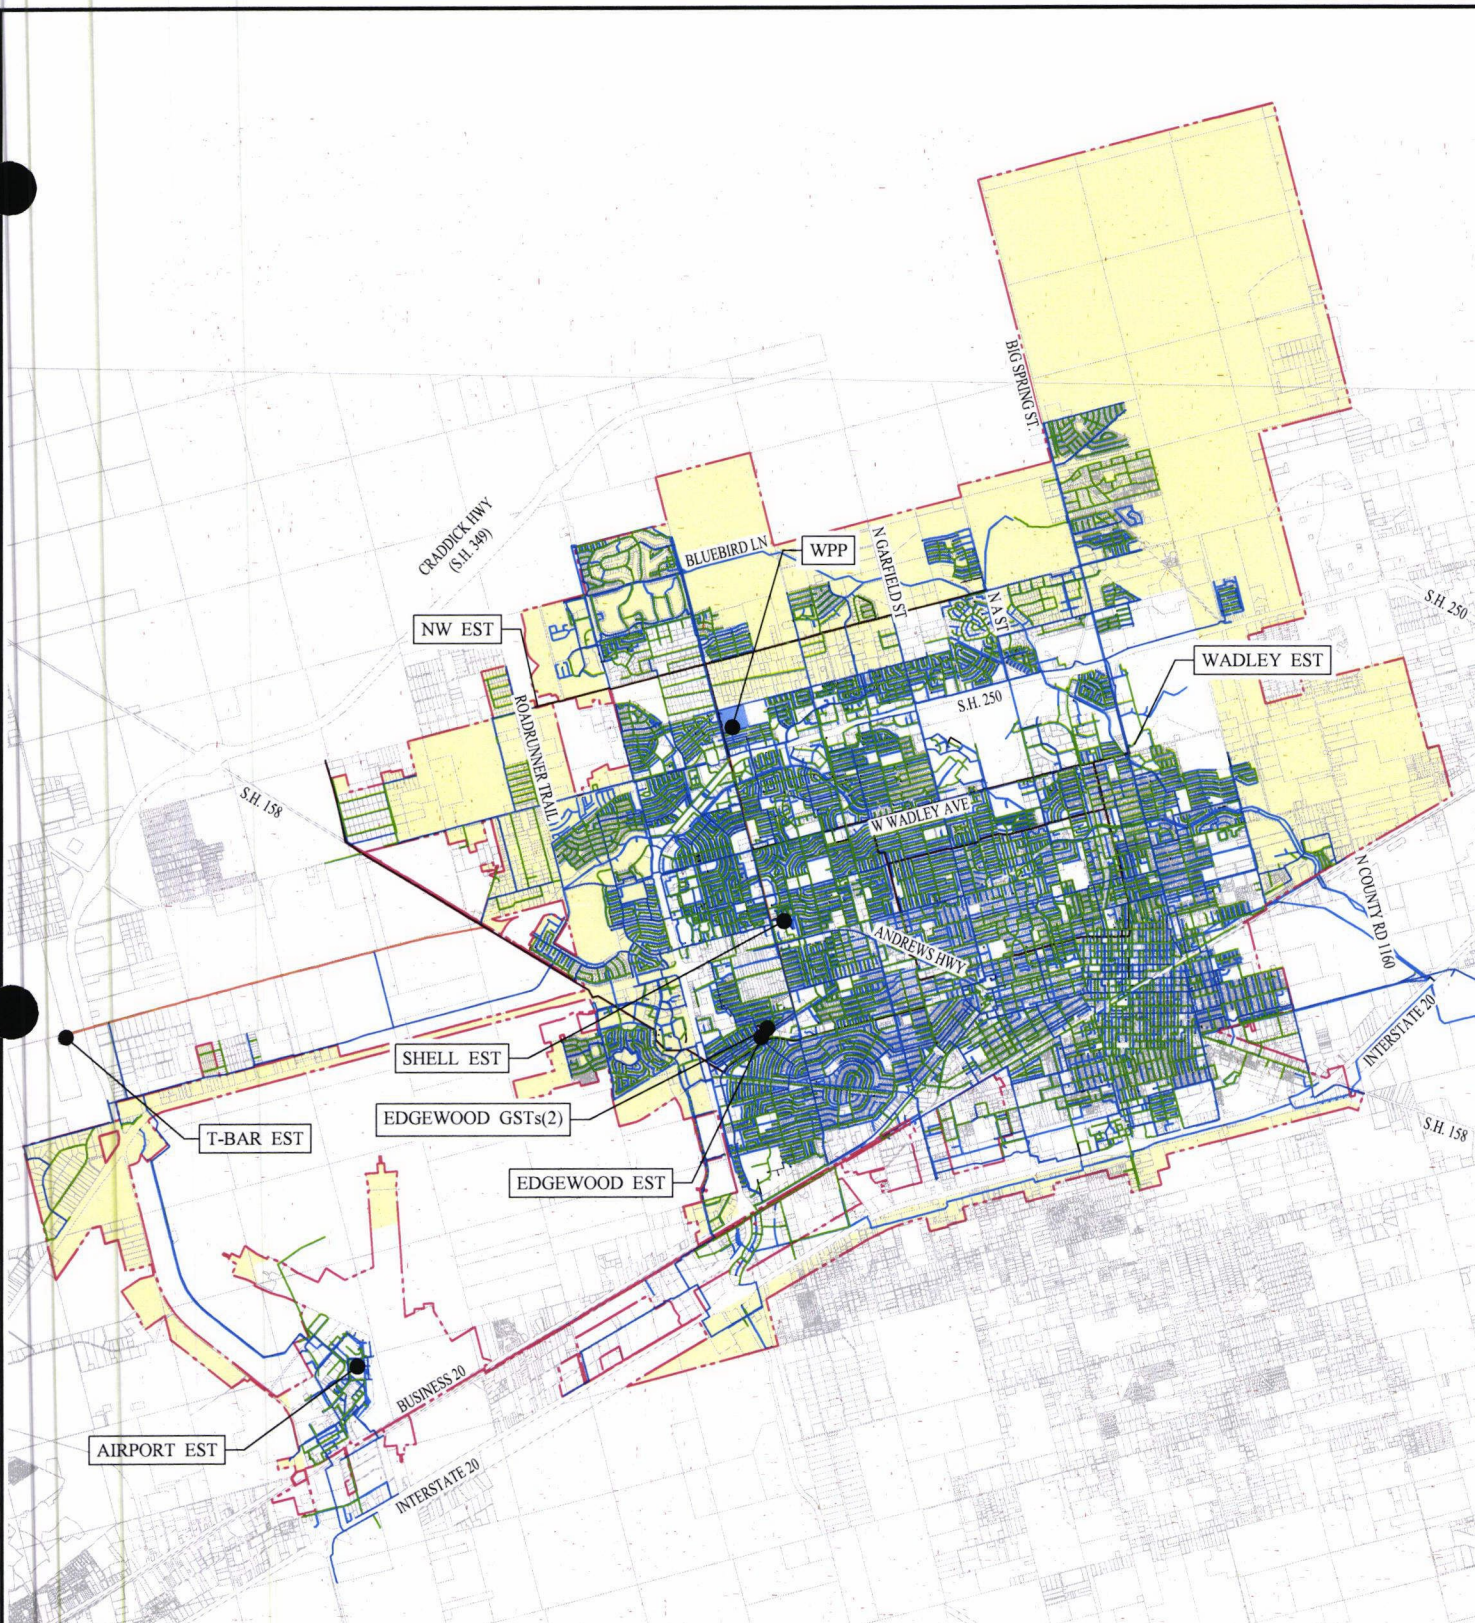 BIG SPRING ST.
CRADDICK HWY
(S.H. 349)
BLUEBIRD LN
WPP
N GARFIELD ST
N A ST
S.H. 250
NW EST
WADLEY EST
ROADRUNNER TRAIL
S.H. 250
S.H. 158
W WADLEY AVE
N COUNTY RD 1160
ANDREWS HWY
INTERSTATE 20
SHELL EST
EDGEWOOD GSTs(2)
T-BAR EST
S.H. 158
EDGEWOOD EST
BUSINESS 20
AIRPORT EST
INTERSTATE 20